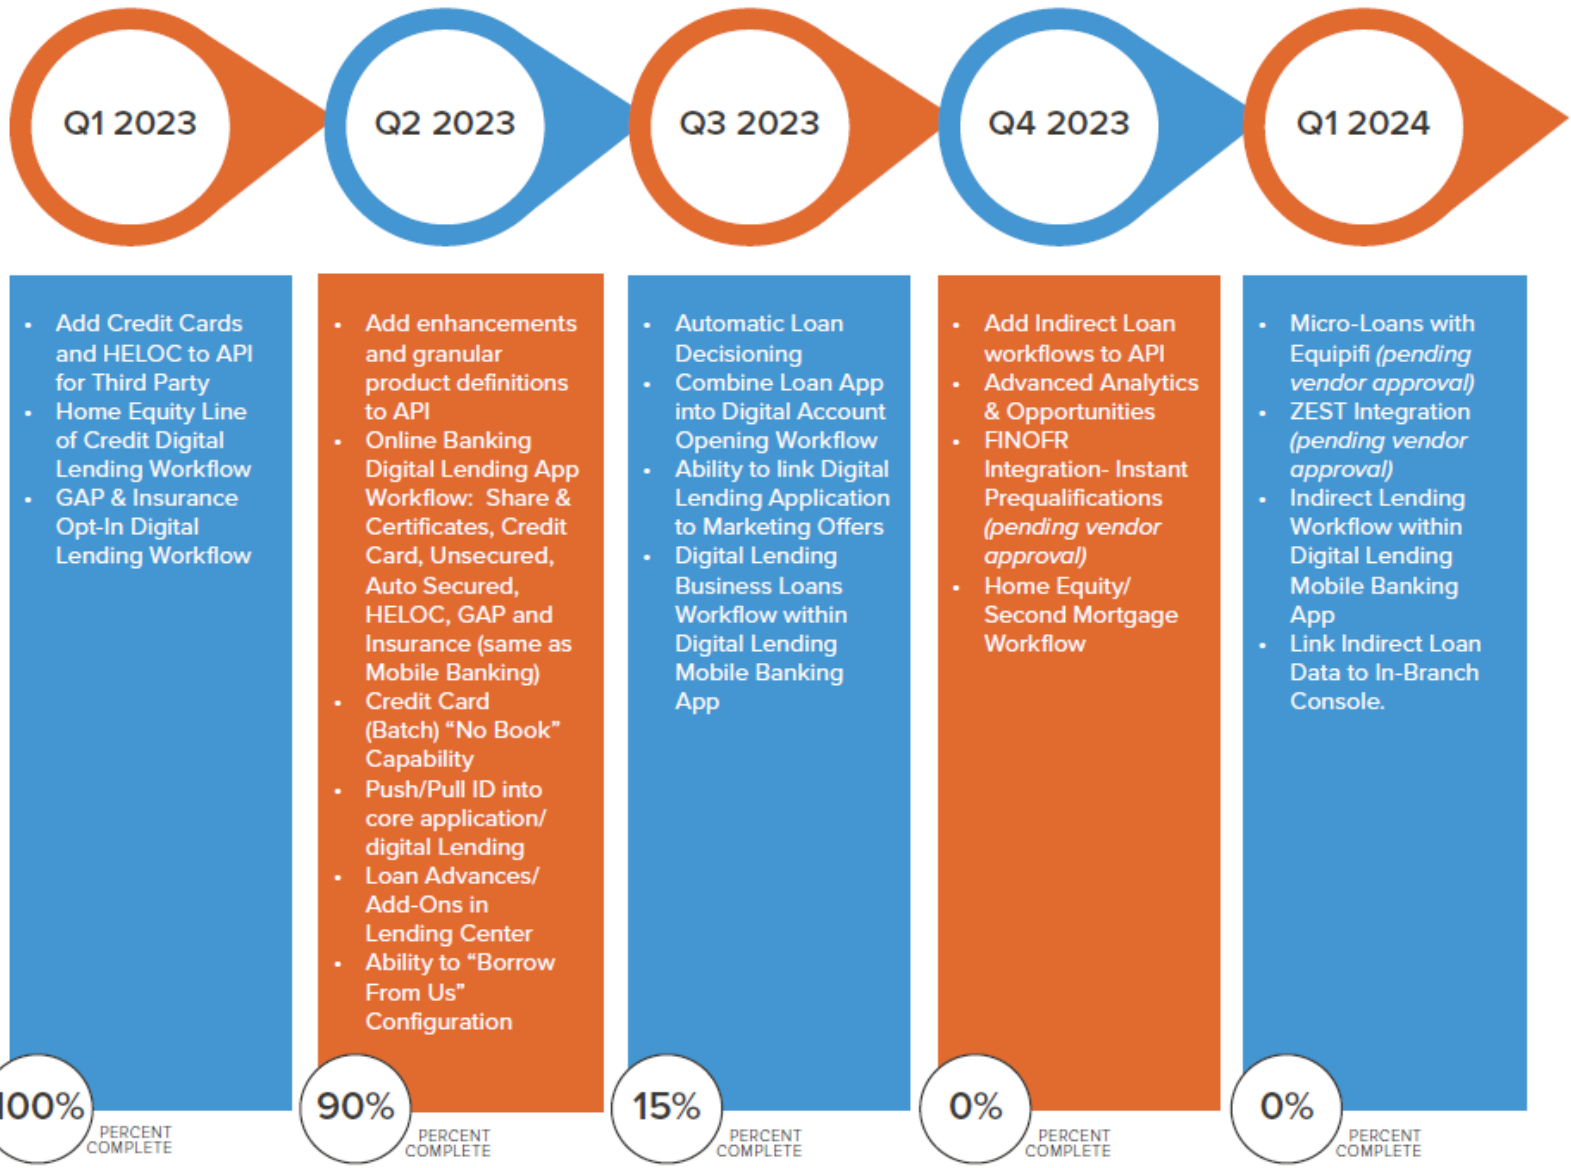 Q1 2023
Q2 2023
Q3 2023
Q4 2023
Q1 2024
• Add Credit Cards
and HELOC to API
for Third Party
• Home Equity Line
of Credit Digital
Lending Workflow
• GAP & Insurance
Opt-In Digital
Lending Workflow
100%
PERCENT
COMPLETE
• Add enhancements
and granular
product definitions
to API
• Online Banking
Digital Lending App
Workflow: Share &
Certificates, Credit
Card, Unsecured,
Auto Secured,
HELOC, GAP and
Insurance (same as
Mobile Banking)
• Credit Card
(Batch) “No Book”
Capability
• Push/Pull ID into
core application/
digital Lending
• Loan Advances/
Add-Ons in
Lending Center
• Ability to “Borrow
From Us”
Configuration
90%
PERCENT
COMPLETE
• Automatic Loan
Decisioning
• Combine Loan App
into Digital Account
Opening Workflow
• Ability to link Digital
Lending Application
to Marketing Offers
• Digital Lending
Business Loans
Workflow within
Digital Lending
Mobile Banking
App
15%
PERCENT
COMPLETE
• Add Indirect Loan
workflows to API
• Advanced Analytics
& Opportunities
• FINOFR
Integration- Instant
Prequalifications
(pending vendor
approval)
• Home Equity/
Second Mortgage
Workflow
0%
PERCENT
COMPLETE
• Micro-Loans with
Equipifi (pending
vendor approval)
• ZEST Integration
(pending vendor
approval)
• Indirect Lending
Workflow within
Digital Lending
Mobile Banking
App
• Link Indirect Loan
Data to In-Branch
Console.
0%
PERCENT
COMPLETE